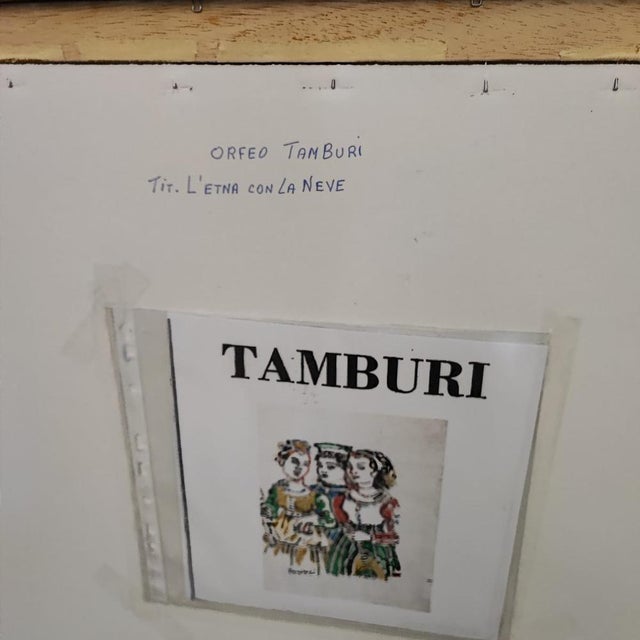 ORFEO TAMBURI
TIT. L'ETNA CON LA NEVE
TAMBURI